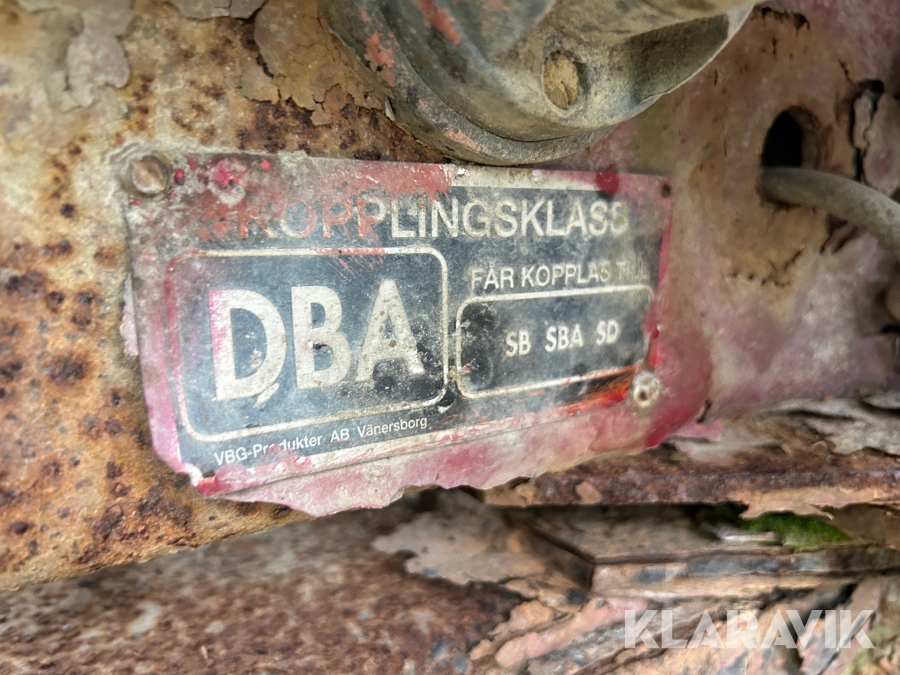 KOPPLINGSKLASS
DBA
FÅR KOPPLAS TILL
SB SBA SD
VBG-Produkter AB Vänersborg
KLARAVIK